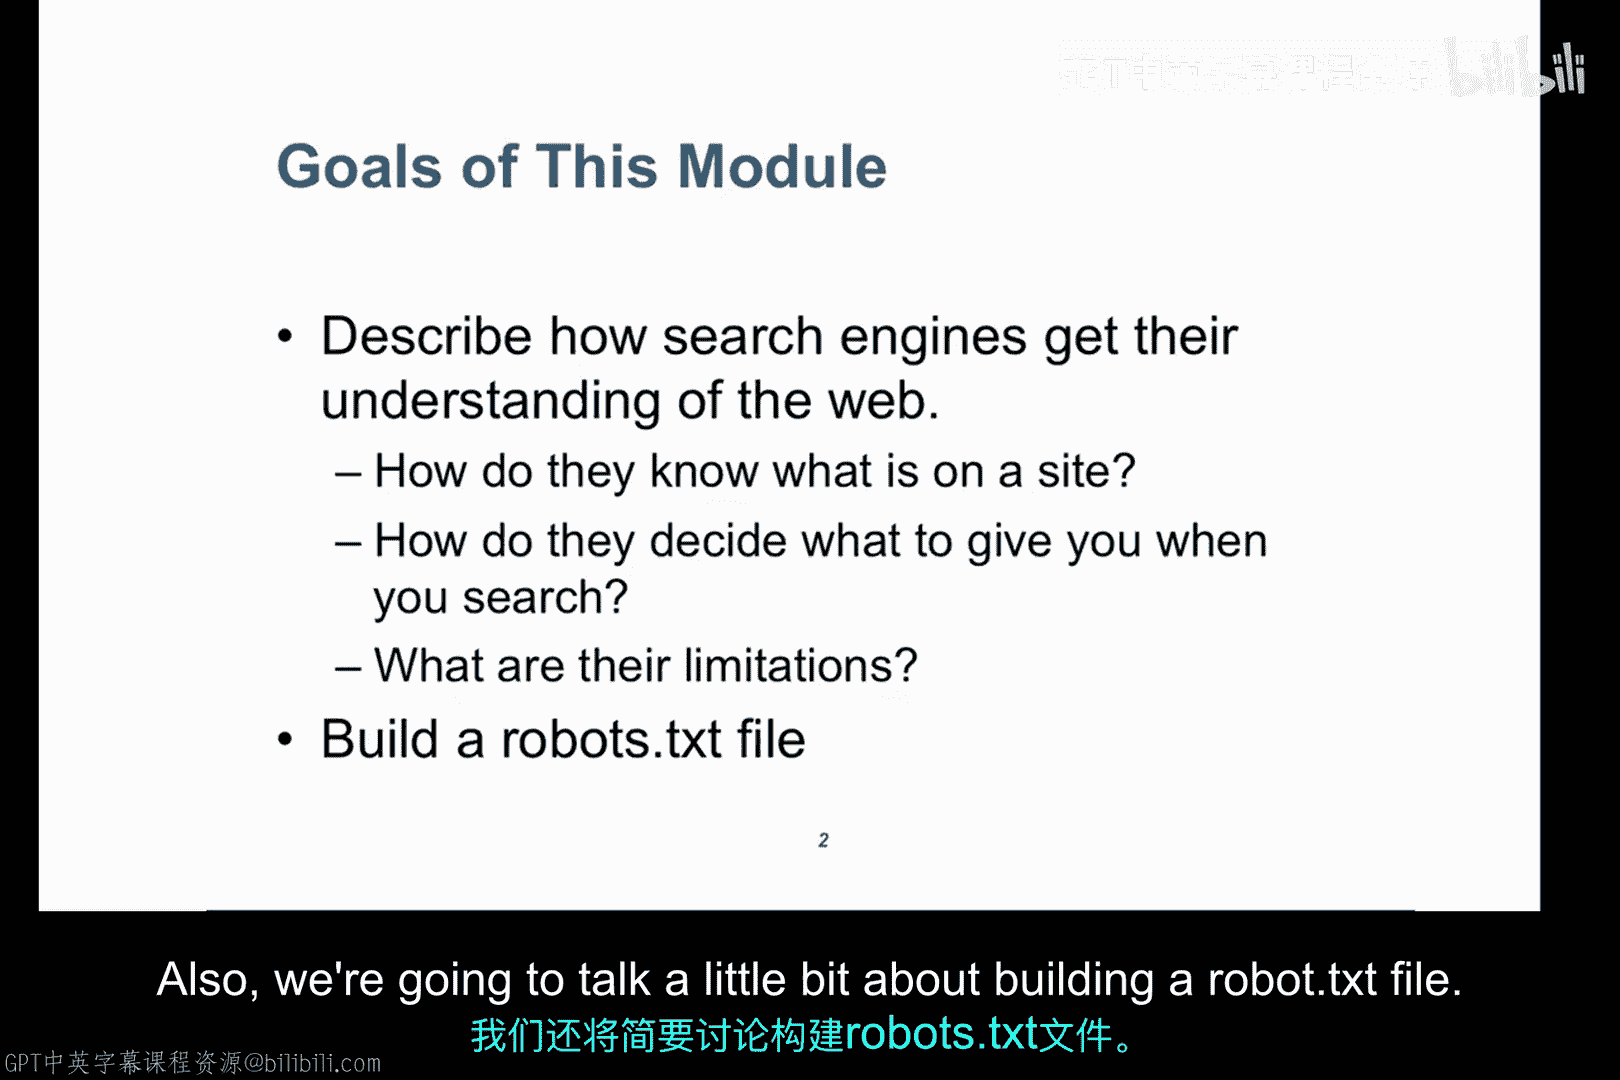 bilibili
Goals of This Module
• Describe how search engines get their
understanding of the web.
– How do they know what is on a site?
– How do they decide what to give you when
you search?
– What are their limitations?
• Build a robots.txt file
2
Also, we're going to talk a little bit about building a robot.txt file.
我们还将简要讨论构建robots.txt文件。
GPT中英字幕课程资源@bilibili.com